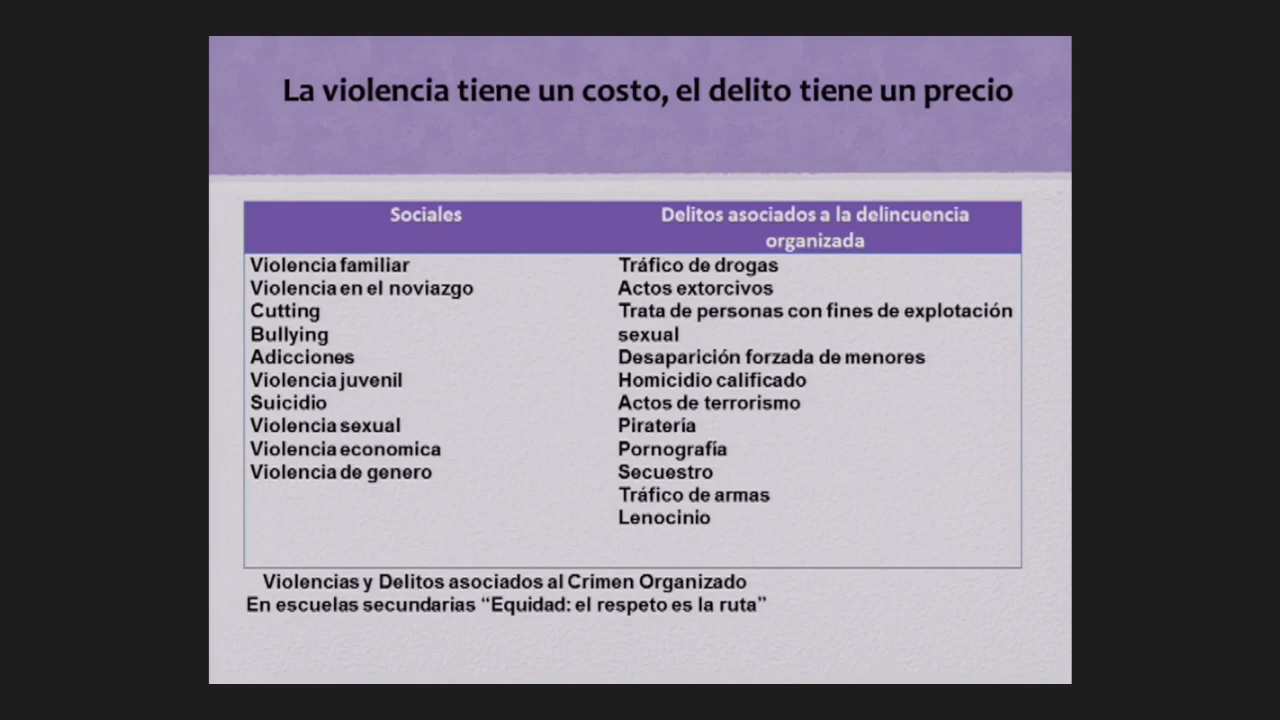 La violencia tiene un costo, el delito tiene un precio
Sociales
Delitos asociados a la delincuencia
organizada
Violencia familiar
Violencia en el noviazgo
Cutting
Bullying
Adicciones
Violencia juvenil
Suicidio
Violencia sexual
Violencia economica
Violencia de genero
Tráfico de drogas
Actos extorcivos
Trata de personas con fines de explotación
sexual
Desaparición forzada de menores
Homicidio calificado
Actos de terrorismo
Piratería
Pornografía
Secuestro
Tráfico de armas
Lenocinio
Violencias y Delitos asociados al Crimen Organizado
En escuelas secundarias “Equidad: el respeto es la ruta”